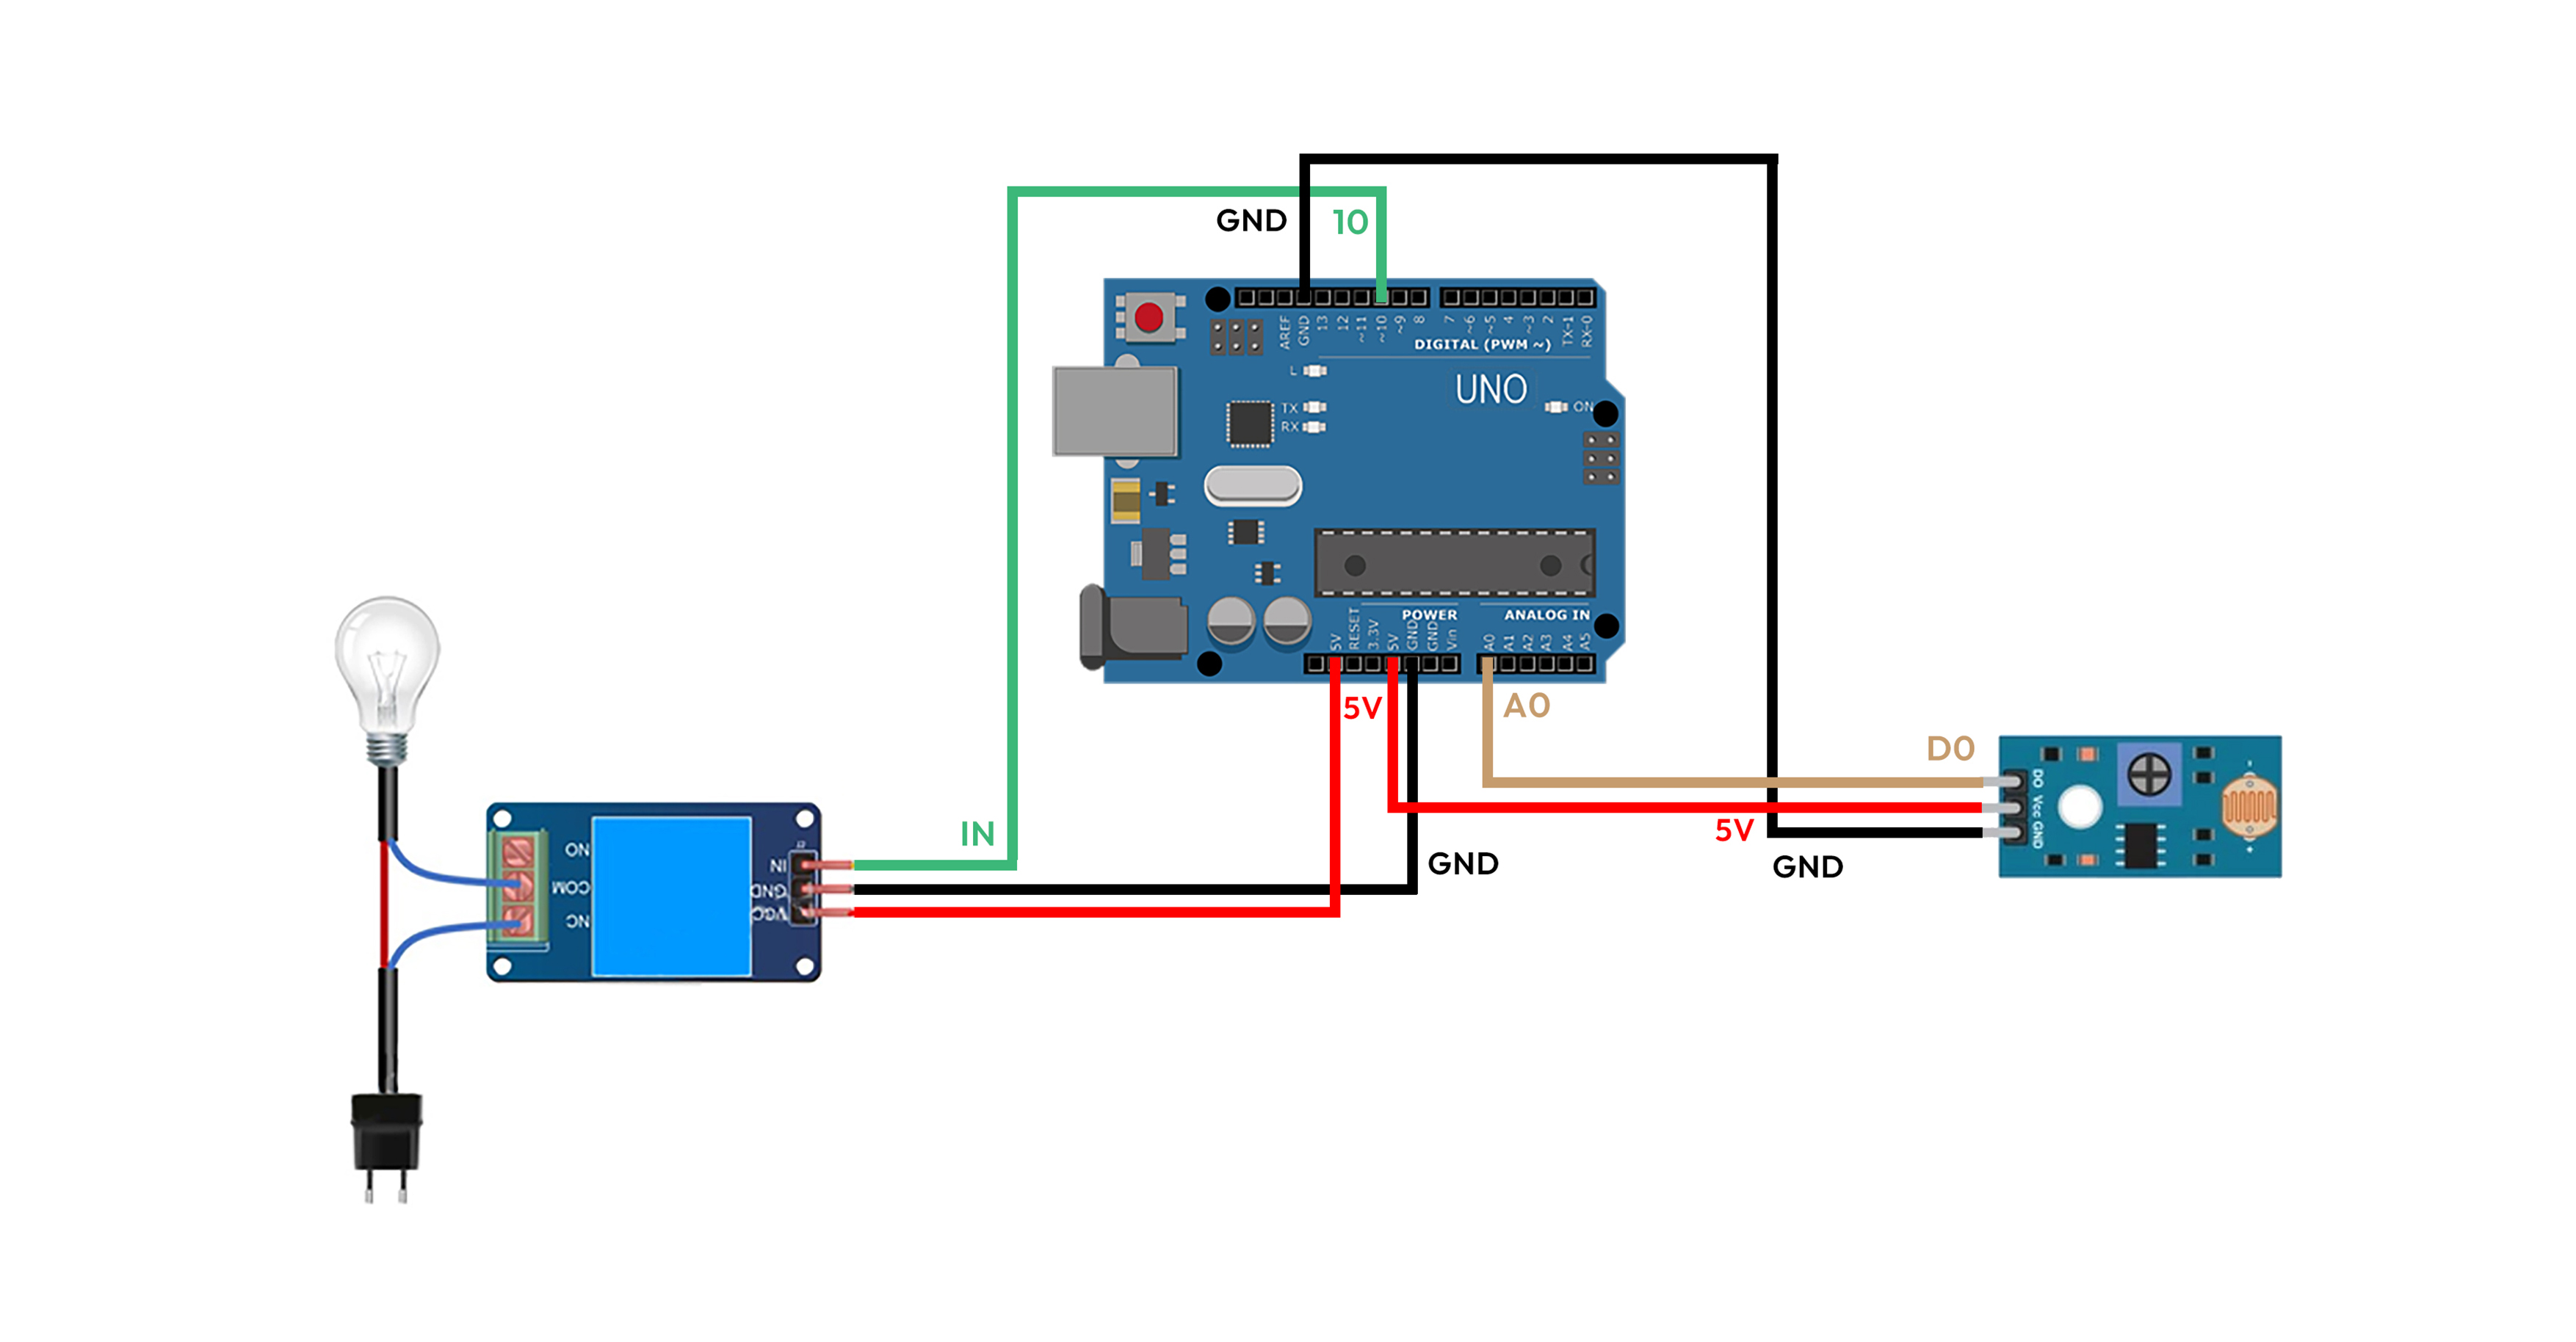 GND
10
AREF
GND
13
12
~11
~10
~9
8
7
~6
~5
4
~3
2
TX-1
RX-0
DIGITAL (PWM ~)
L
UNO
TX
RX
ON
POWER
ANALOG IN
5V
RESET
3.3V
5V
GND
GND
Vin
A0
A1
A2
A3
A4
A5
5V
A0
D0
IN
5V
GND
GND
NO
COM
NC
IN
GND
VCC
DO
Vcc
GND
-
+